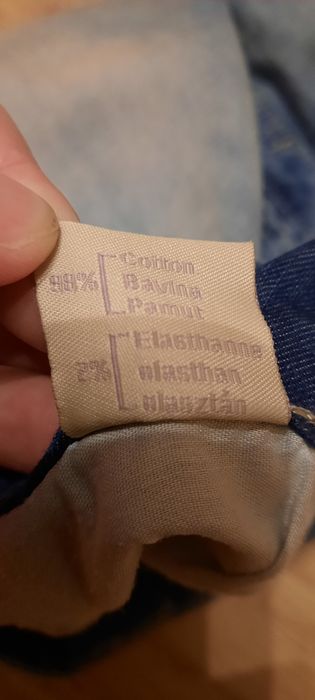 98% Cotton
Bavlna
Pamut
2% Elasthanne
elasthan
elasztán